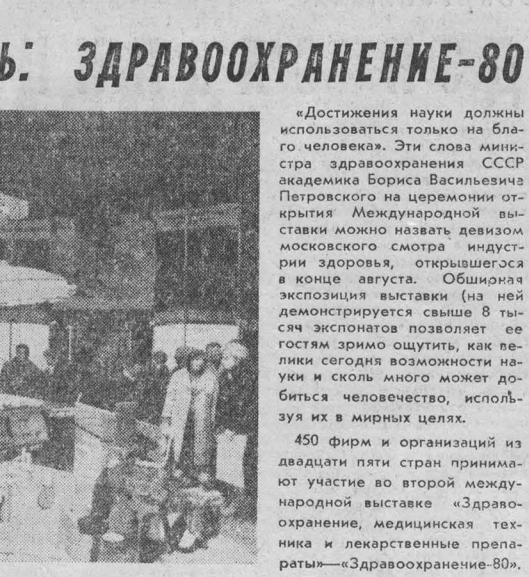 Ь: ЗДРАВООХРАНЕНИЕ-80
«Достижения науки должны
использоваться только на бла-
го человека». Эти слова мини-
стра здравоохранения СССР
академика Бориса Васильевича
Петровского на церемонии от-
крытия Международной вы-
ставки можно назвать девизом
московского смотра индуст-
рии здоровья, открывшегося
в конце августа. Обширная
экспозиция выставки (на ней
демонстрируется свыше 8 ты-
сяч экспонатов позволяет ее
гостям зримо ощутить, как ве-
лики сегодня возможности на-
уки и сколь много может до-
биться человечество, исполь-
зуя их в мирных целях.
450 фирм и организаций из
двадцати пяти стран принима-
ют участие во второй между-
народной выставке «Здраво-
охранение, медицинская тех-
ника и лекарственные препа-
раты»—«Здравоохранение-80».